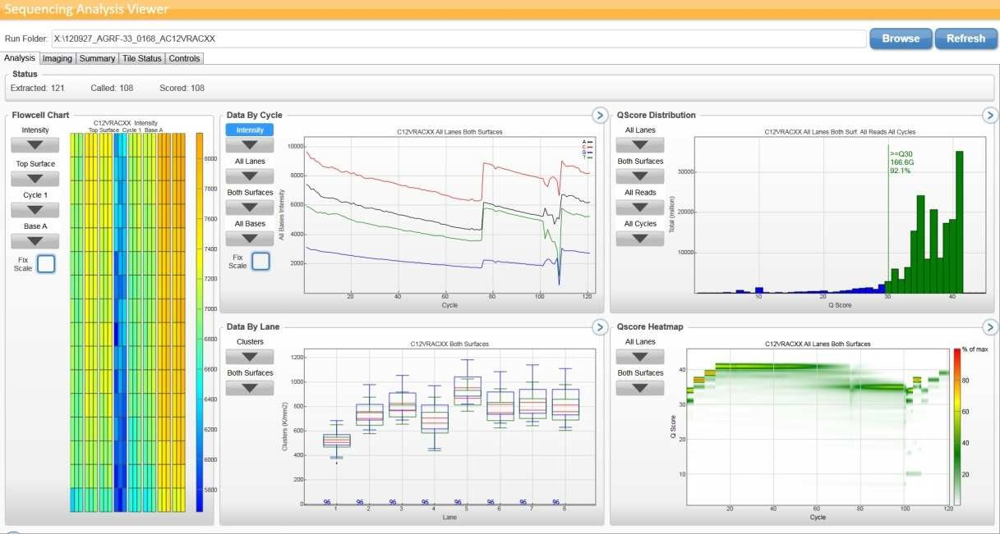 Sequencing Analysis Viewer
Run Folder: X:\120927_AGRF-33_0168_AC12VRACXX
Browse
Refresh
Analysis Imaging Summary Tile Status Controls
Status
Extracted: 121 Called: 108 Scored: 108
Flowcell Chart
Intensity
Top Surface
Cycle 1
Base A
Fix
Scale
C12VRACXX Intensity
Top Surface Cycle 1 Base A
8000
7800
7600
7400
7200
7000
6800
6600
6400
6200
6000
5800
Data By Cycle
Intensity
All Lanes
Both Surfaces
All Bases
Fix
Scale
C12VRACXX All Lanes Both Surfaces
A
C
G
T
All Bases Intensity
10000
8000
6000
4000
2000
20 40 60 80 100 120
Cycle
QScore Distribution
All Lanes
Both Surfaces
All Reads
All Cycles
C12VRACXX All Lanes Both Surf. All Reads All Cycles
>=Q30
166.6G
92.1%
Total (million)
30000
20000
10000
10 20 30 40
Q Score
Data By Lane
Clusters
Both Surfaces
C12VRACXX Both Surfaces
Clusters (K/mm2)
1200
1000
800
600
400
200
0
96 96 96 96 96 96 96 96
1 2 3 4 5 6 7 8
Lane
Qscore Heatmap
All Lanes
Both Surfaces
C12VRACXX All Lanes Both Surfaces
% of max
80
60
40
20
Q Score
40
30
20
10
20 40 60 80 100 120
Cycle